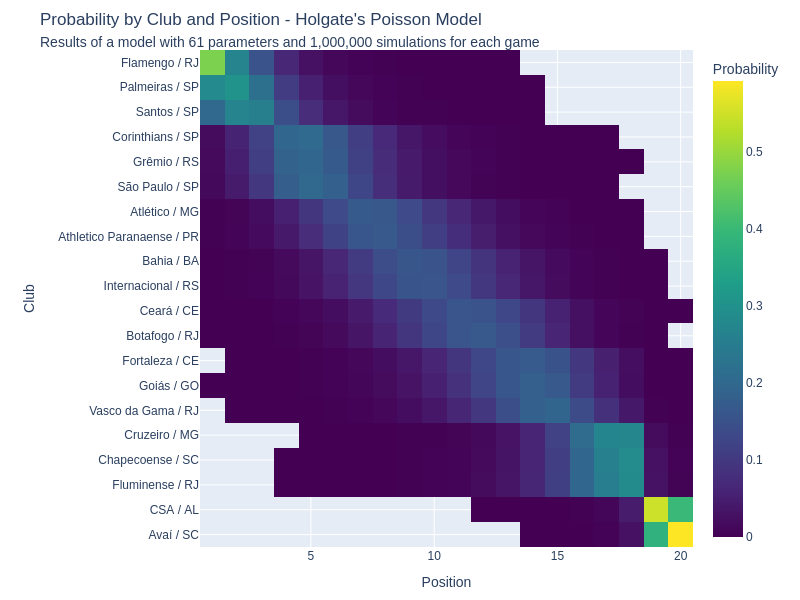 Probability by Club and Position - Holgate's Poisson Model
Results of a model with 61 parameters and 1,000,000 simulations for each game
Probability
Club
Flamengo / RJ
Palmeiras / SP
Santos / SP
Corinthians / SP
Grêmio / RS
São Paulo / SP
Atlético / MG
Athletico Paranaense / PR
Bahia / BA
Internacional / RS
Ceará / CE
Botafogo / RJ
Fortaleza / CE
Goiás / GO
Vasco da Gama / RJ
Cruzeiro / MG
Chapecoense / SC
Fluminense / RJ
CSA / AL
Avaí / SC
0.5
0.4
0.3
0.2
0.1
0
5 10 15 20
Position